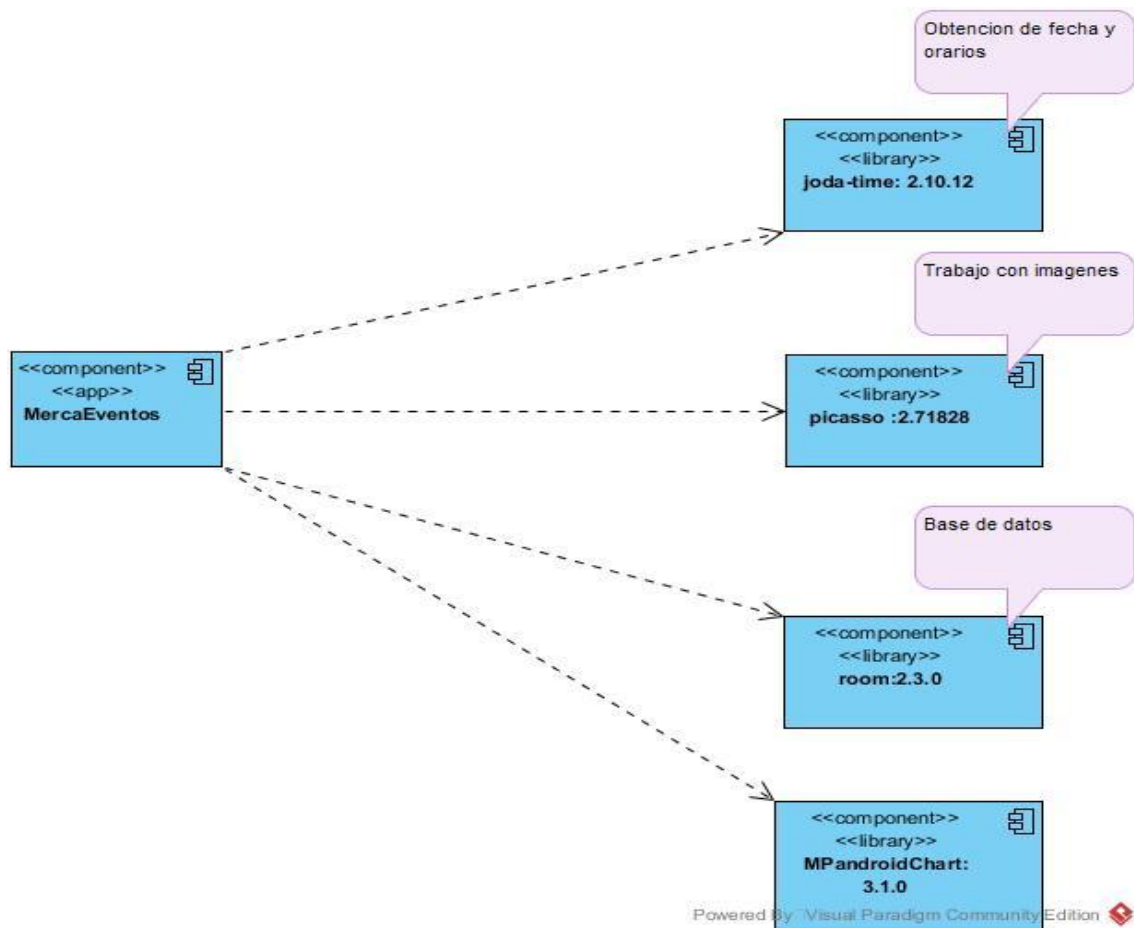 Obtencion de fecha y
orarios
<<component>>
<<library>>
joda-time: 2.10.12
Trabajo con imagenes
<<component>>
<<app>>
MercaEventos
<<component>>
<<library>>
picasso :2.71828
Base de datos
<<component>>
<<library>>
room:2.3.0
<<component>>
<<library>>
MPandroidChart:
3.1.0
Powered By Visual Paradigm Community Edition